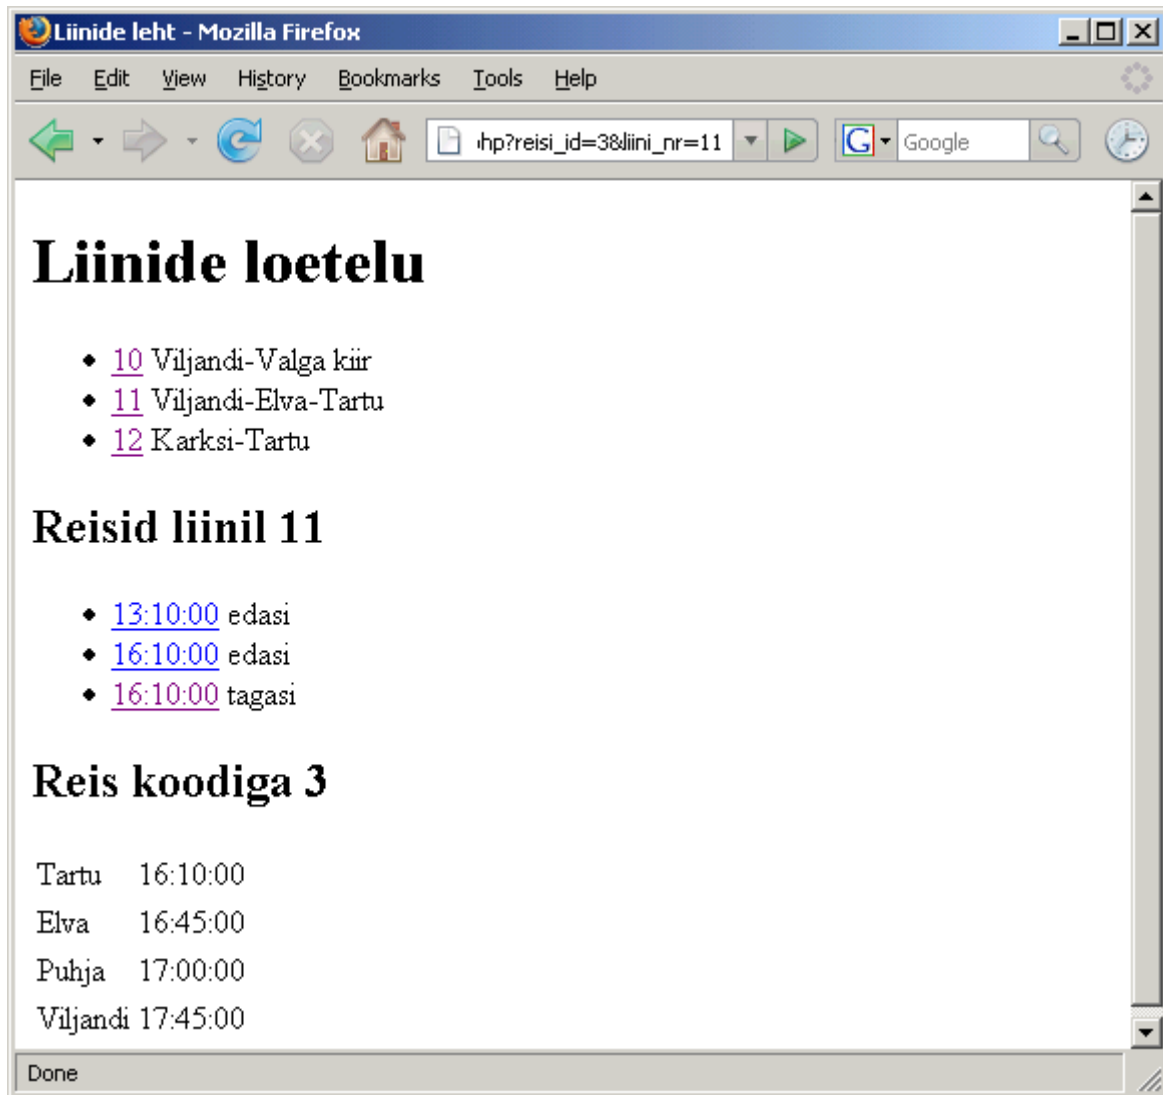 Liinide leht - Mozilla Firefox
File Edit View History Bookmarks Tools Help
hp?reisi_id=3&liini_nr=11 G Google
Liinide loetelu
10 Viljandi-Valga kiir
11 Viljandi-Elva-Tartu
12 Karksi-Tartu
Reisid liinil 11
13:10:00 edasi
16:10:00 edasi
16:10:00 tagasi
Reis koodiga 3
Tartu 16:10:00
Elva 16:45:00
Puhja 17:00:00
Viljandi 17:45:00
Done